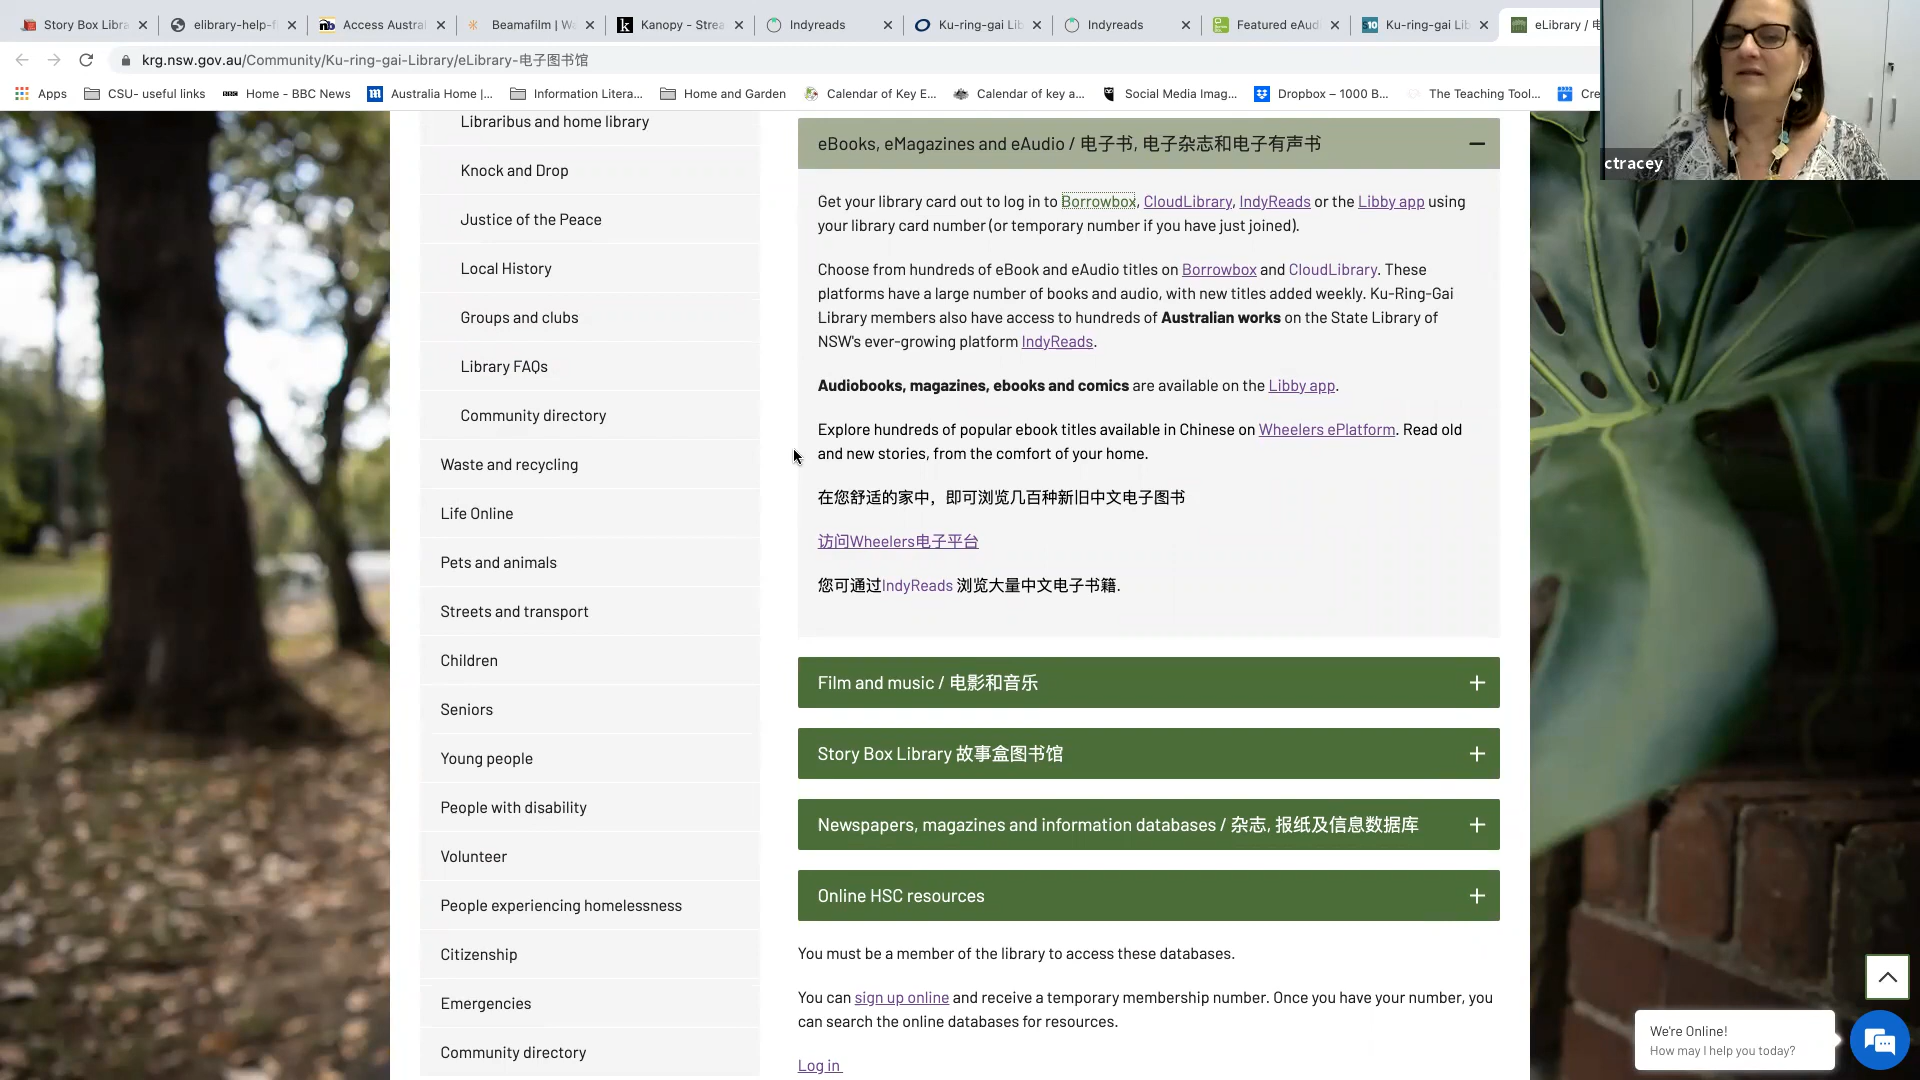 Story Box Libra
elibrary-help-f
Access Austral
Beamafilm | Wa
Kanopy - Strea
Indyreads
Ku-ring-gai Lib
Indyreads
Featured eAudi
Ku-ring-gai Lib
eLibrary / 电
krg.nsw.gov.au/Community/Ku-ring-gai-Library/eLibrary-电子图书馆
Apps
CSU- useful links
Home - BBC News
Australia Home |...
Information Litera...
Home and Garden
Calendar of Key E...
Calendar of key a...
Social Media Imag...
Dropbox – 1000 B...
The Teaching Tool...
Cre
ctracey
Libraribus and home library
Knock and Drop
Justice of the Peace
Local History
Groups and clubs
Library FAQs
Community directory
Waste and recycling
Life Online
Pets and animals
Streets and transport
Children
Seniors
Young people
People with disability
Volunteer
People experiencing homelessness
Citizenship
Emergencies
Community directory
eBooks, eMagazines and eAudio / 电子书, 电子杂志和电子有声书
Get your library card out to log in to Borrowbox, CloudLibrary, IndyReads or the Libby app using
your library card number (or temporary number if you have just joined).
Choose from hundreds of eBook and eAudio titles on Borrowbox and CloudLibrary. These
platforms have a large number of books and audio, with new titles added weekly. Ku-Ring-Gai
Library members also have access to hundreds of Australian works on the State Library of
NSW's ever-growing platform IndyReads.
Audiobooks, magazines, ebooks and comics are available on the Libby app.
Explore hundreds of popular ebook titles available in Chinese on Wheelers ePlatform. Read old
and new stories, from the comfort of your home.
在您舒适的家中，即可浏览几百种新旧中文电子图书
访问Wheelers电子平台
您可通过IndyReads 浏览大量中文电子书籍.
Film and music / 电影和音乐
Story Box Library 故事盒图书馆
Newspapers, magazines and information databases / 杂志, 报纸及信息数据库
Online HSC resources
You must be a member of the library to access these databases.
You can sign up online and receive a temporary membership number. Once you have your number, you
can search the online databases for resources.
Log in
We're Online!
How may I help you today?